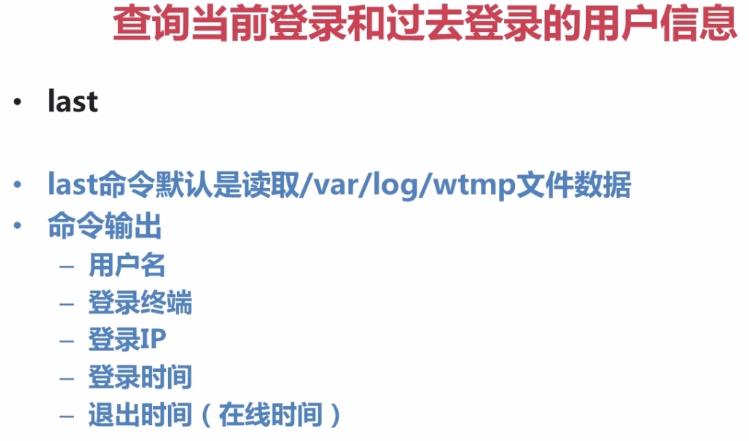 查询当前登录和过去登录的用户信息
• last
• last命令默认是读取/var/log/wtmp文件数据
• 命令输出
– 用户名
– 登录终端
– 登录IP
– 登录时间
– 退出时间（在线时间）